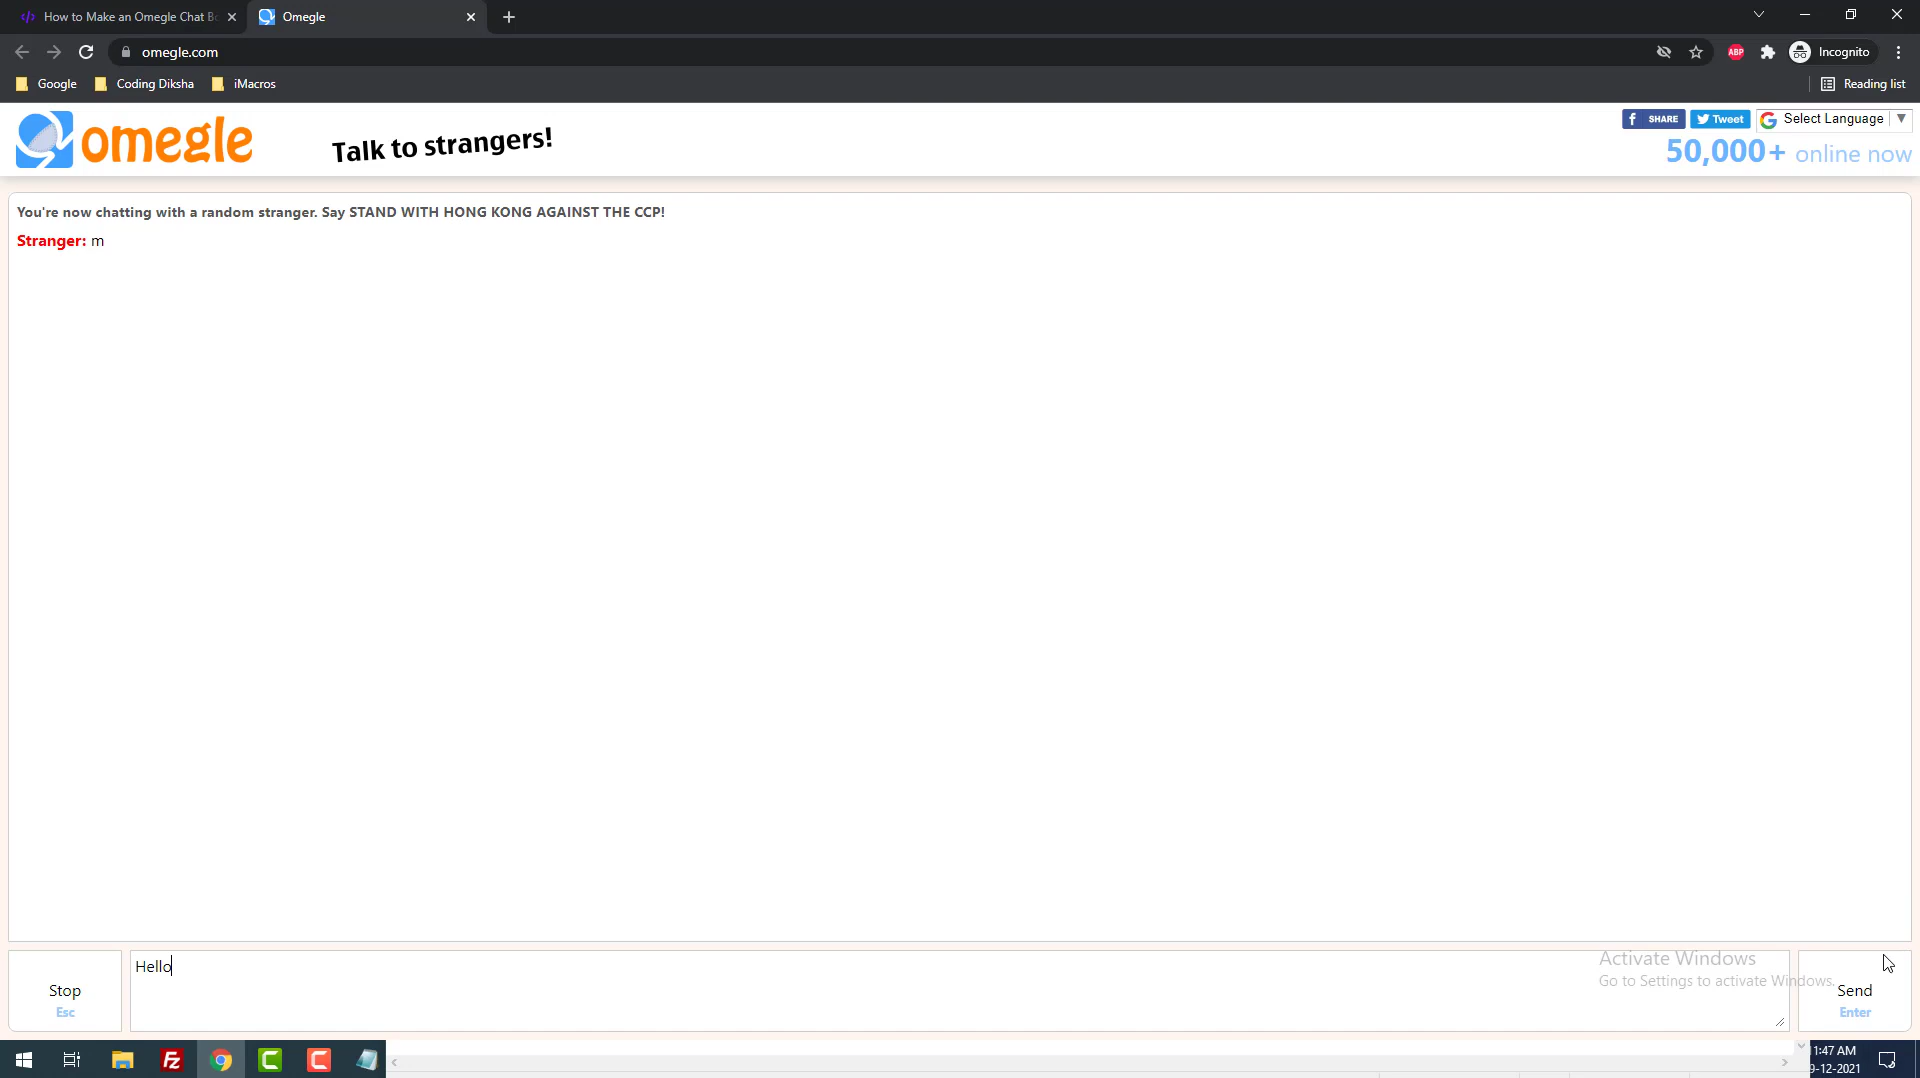 How to Make an Omegle Chat Bo
Omegle
omegle.com
ABP
Incognito
Google
Coding Diksha
iMacros
Reading list
omegle
Talk to strangers!
SHARE
Tweet
Select Language
50,000+ online now
You're now chatting with a random stranger. Say STAND WITH HONG KONG AGAINST THE CCP!
Stranger: m
Hello
Stop
Esc
Activate Windows
Go to Settings to activate Windows.
Send
Enter
1:47 AM
9-12-2021